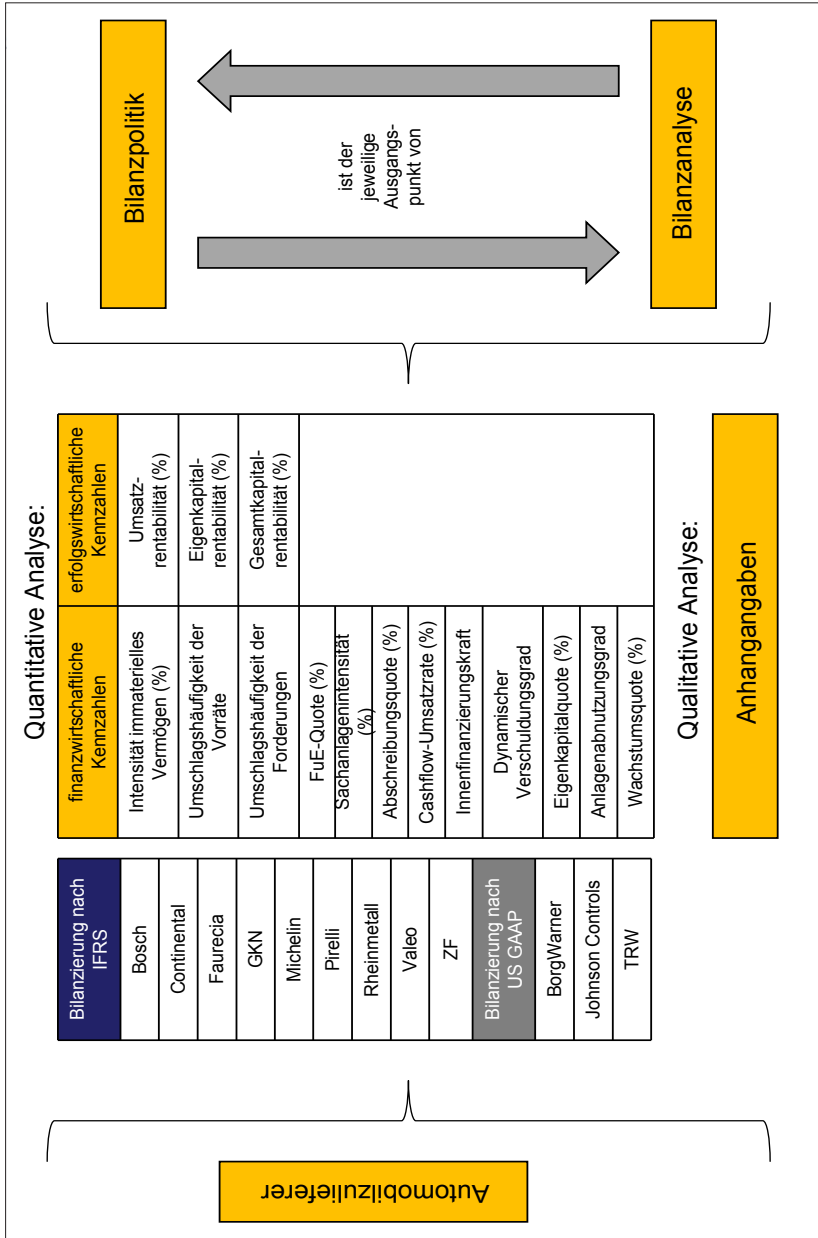 Automobilzulieferer
Bilanzierung nach
IFRS
Bosch
Continental
Faurecia
GKN
Michelin
Pirelli
Rheinmetall
Valeo
ZF
Bilanzierung nach
US GAAP
BorgWarner
Johnson Controls
TRW
Quantitative Analyse:
finanzwirtschaftliche
Kennzahlen
erfolgswirtschaftliche
Kennzahlen
Intensität immaterielles
Vermögen (%)
Umsatz-
rentabilität (%)
Umschlagshäufigkeit der
Vorräte
Eigenkapital-
rentabilität (%)
Umschlagshäufigkeit der
Forderungen
Gesamtkapital-
rentabilität (%)
FuE-Quote (%)
Sachanlagenintensität
(%)
Abschreibungsquote (%)
Cashflow-Umsatzrate (%)
Innenfinanzierungskraft
Dynamischer
Verschuldungsgrad
Eigenkapitalquote (%)
Anlagenabnutzungsgrad
Wachstumsquote (%)
Qualitative Analyse:
Anhangangaben
Bilanzpolitik
ist der
jeweilige
Ausgangs-
punkt von
Bilanzanalyse